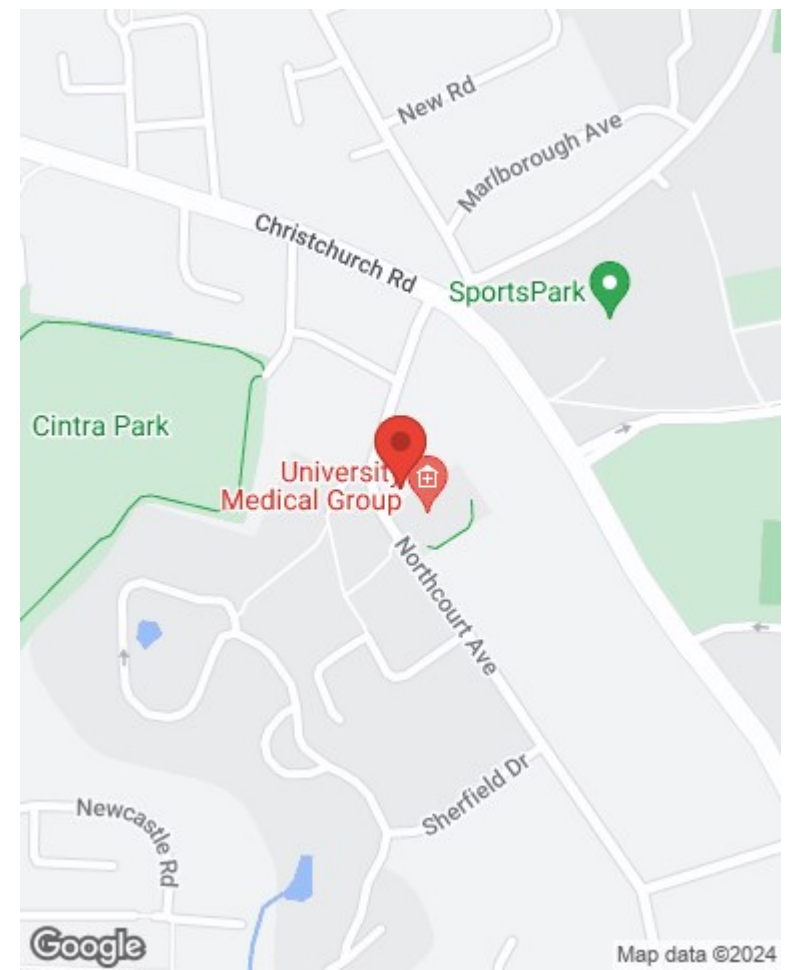 New Rd
Marlborough Ave
Christchurch Rd
SportsPark
Cintra Park
University
Medical Group
Northcourt Ave
Sherfield Dr
Newcastle Rd
Google
Map data ©2024